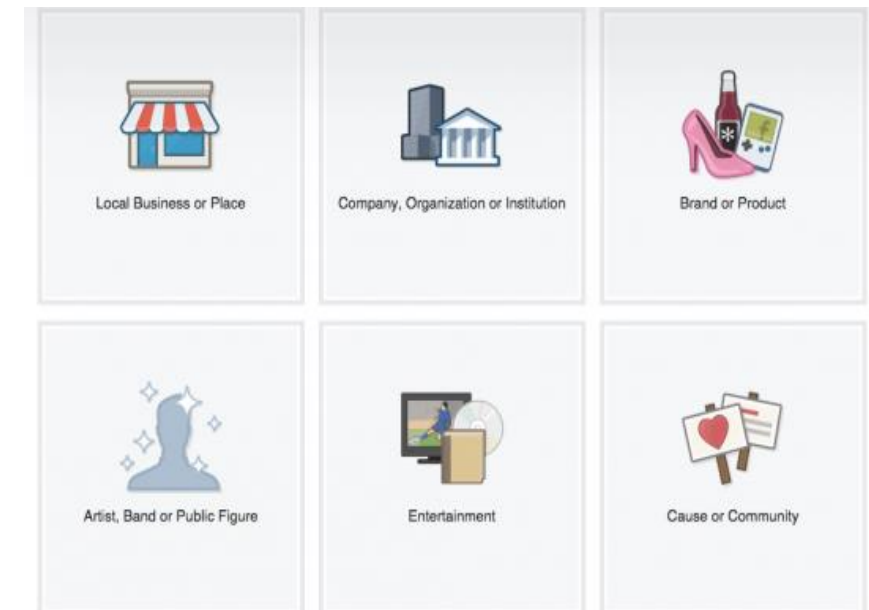 Local Business or Place
Company, Organization or Institution
Brand or Product
Artist, Band or Public Figure
Entertainment
Cause or Community